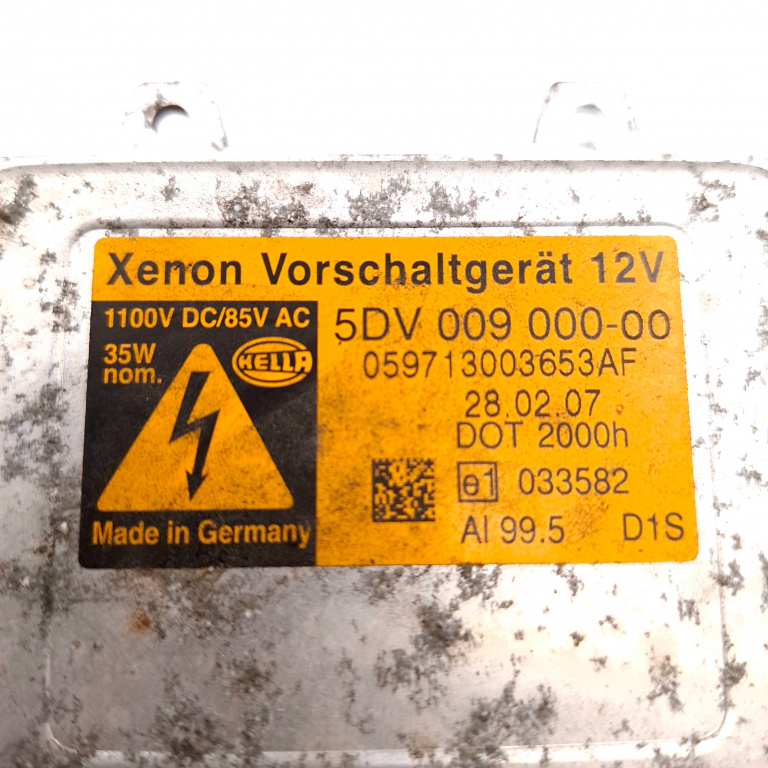 Xenon Vorschaltgerät 12V
1100V DC/85V AC
35W
nom.
HELLA
Made in Germany
5DV 009 000-00
059713003653AF
28.02.07
DOT 2000h
e1 033582
Al 99.5 D1S